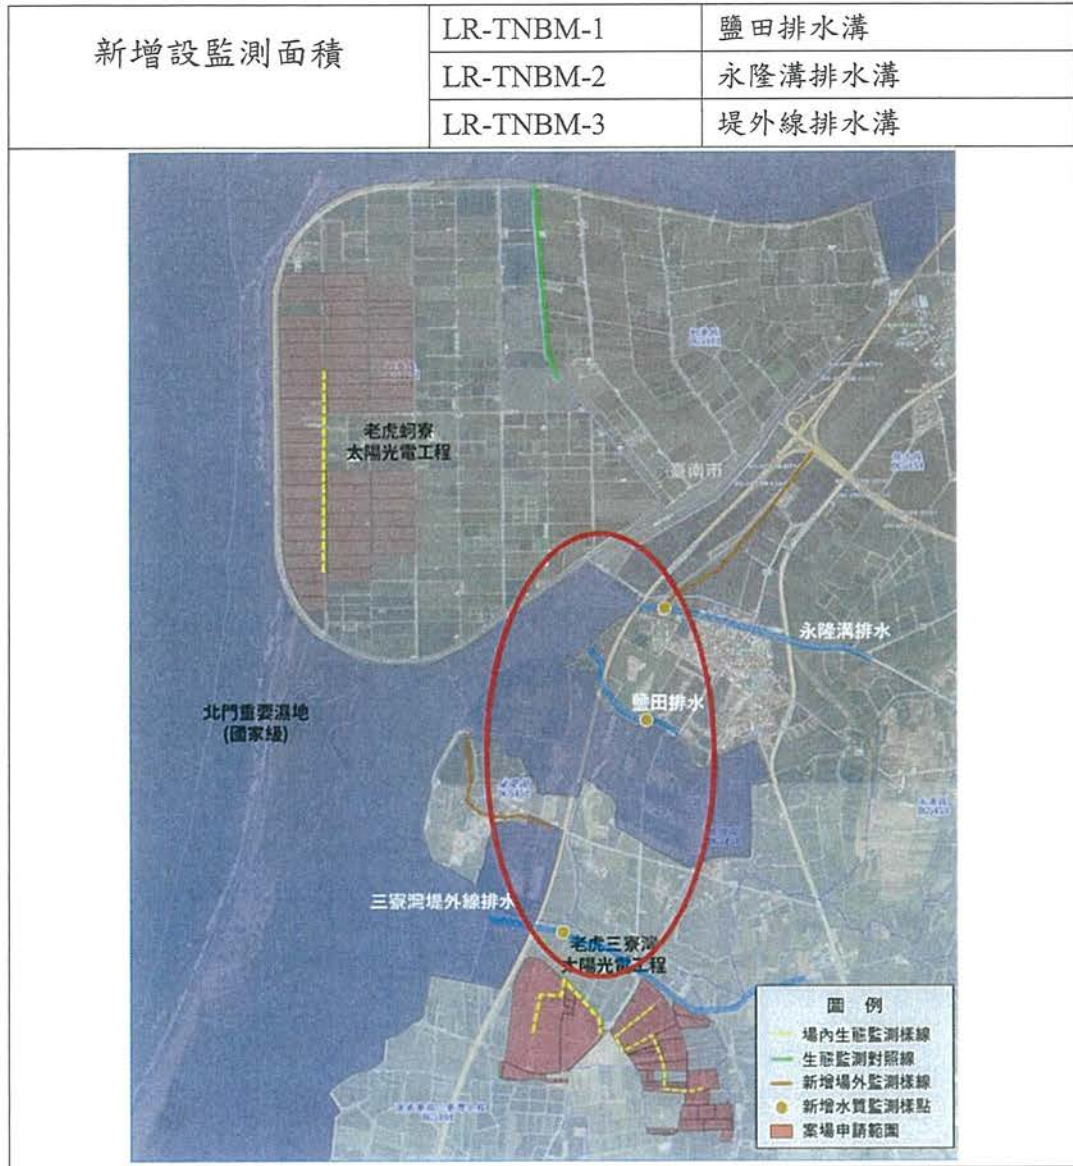 新增設監測面積
LR-TNBM-1
鹽田排水溝
LR-TNBM-2
永隆溝排水溝
LR-TNBM-3
堤外線排水溝
老虎蚵寮
太陽光電工程
臺南市
永隆溝排水
鹽田排水
北門重要濕地
(國家級)
三寮灣堤外線排水
老虎三寮灣
太陽光電工程
圖 例
場內生態監測樣線
生態監測對照線
新增場外監測樣線
新增水質監測樣點
案場申請範圍